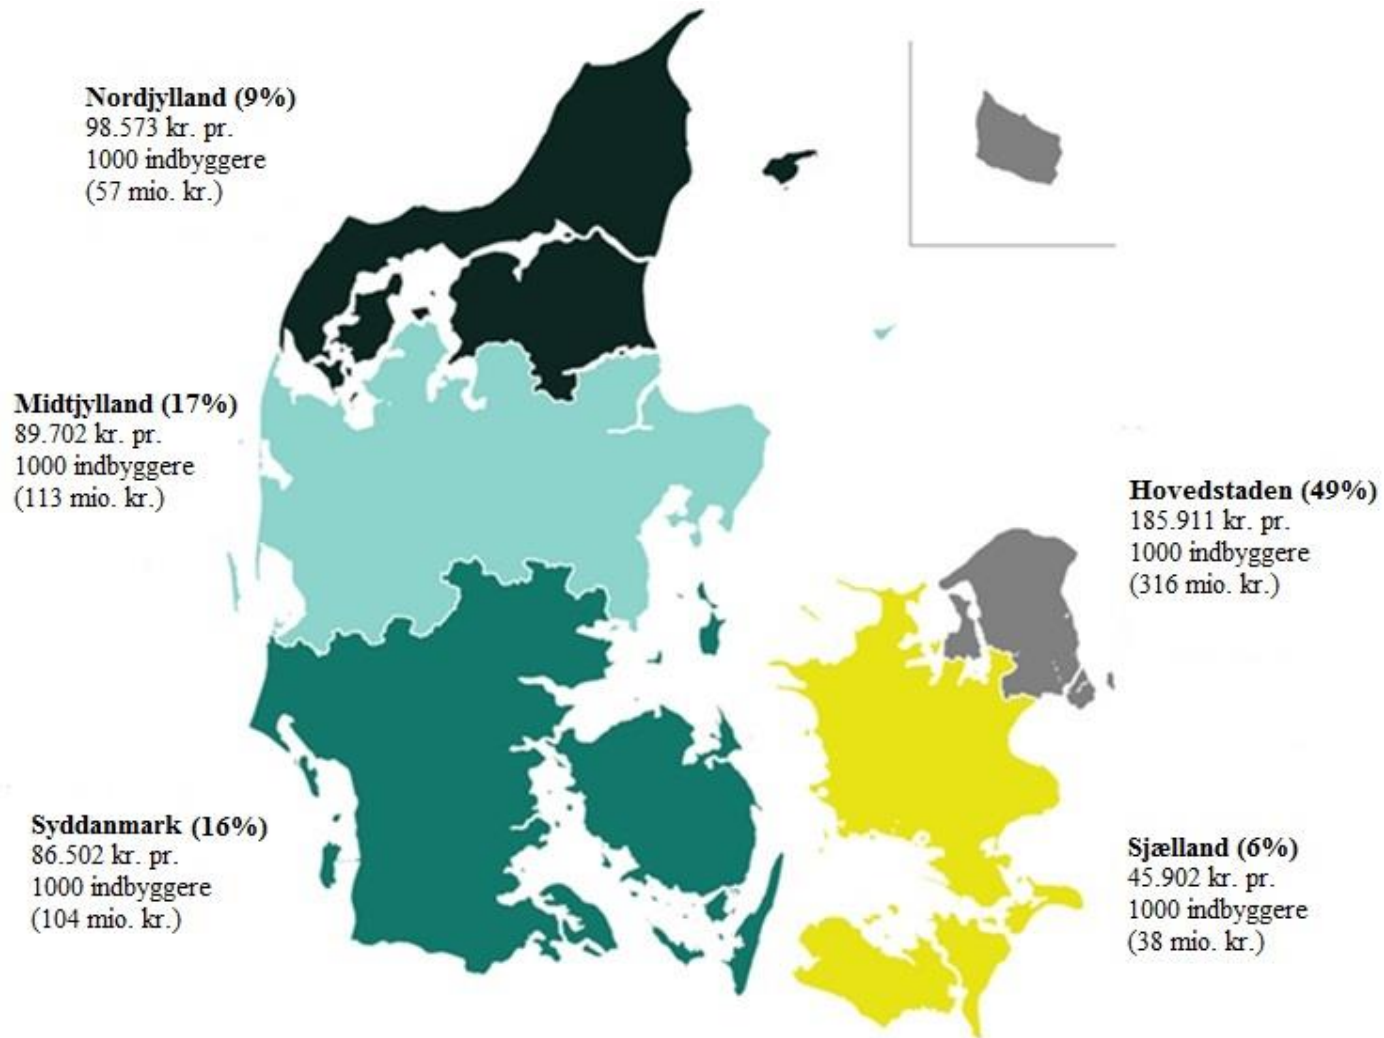 Nordjylland (9%)
98.573 kr. pr.
1000 indbyggere
(57 mio. kr.)
Midtjylland (17%)
89.702 kr. pr.
1000 indbyggere
(113 mio. kr.)
Hovedstaden (49%)
185.911 kr. pr.
1000 indbyggere
(316 mio. kr.)
Syddanmark (16%)
86.502 kr. pr.
1000 indbyggere
(104 mio. kr.)
Sjælland (6%)
45.902 kr. pr.
1000 indbyggere
(38 mio. kr.)